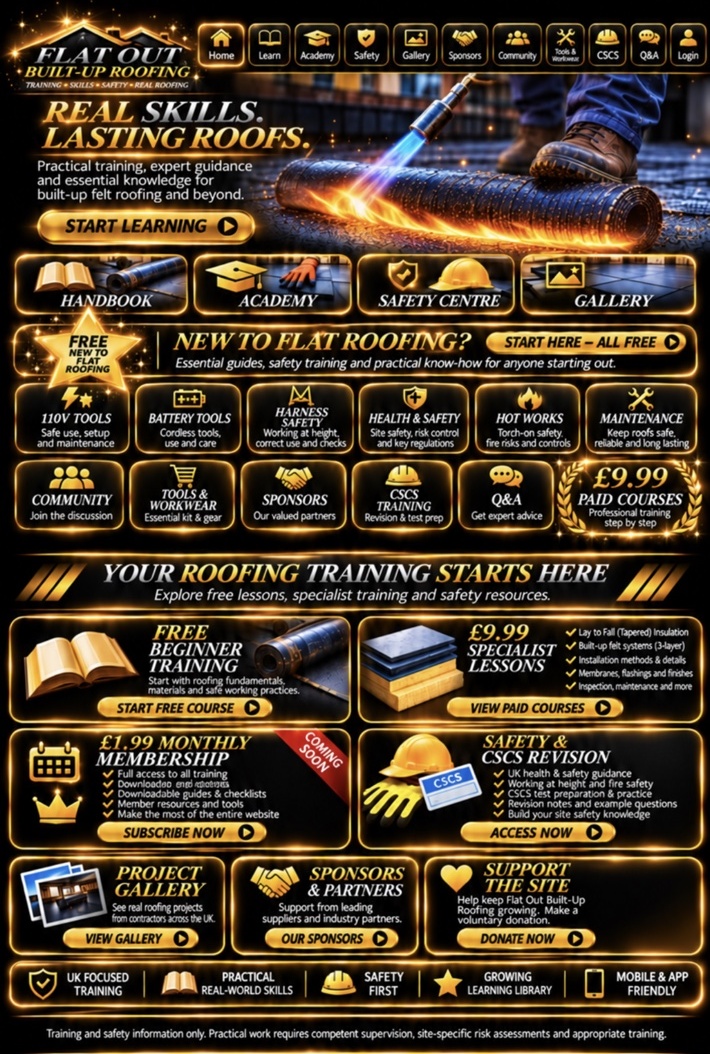 FLAT OUT
BUILT-UP ROOFING
TRAINING • SKILLS • SAFETY • REAL ROOFING
Home
Learn
Academy
Safety
Gallery
Sponsors
Community
Tools &
Workwear
CSCS
Q&A
Login
REAL SKILLS.
LASTING ROOFS.
Practical training, expert guidance
and essential knowledge for
built-up felt roofing and beyond.
START LEARNING
HANDBOOK
ACADEMY
SAFETY CENTRE
GALLERY
FREE
NEW TO
FLAT
ROOFING
NEW TO FLAT ROOFING?
START HERE – ALL FREE
Essential guides, safety training and practical know-how for anyone starting out.
110V TOOLS
Safe use, setup
and maintenance
BATTERY TOOLS
Cordless tools,
use and care
HARNESS
SAFETY
Working at height,
correct use and checks
HEALTH & SAFETY
Site safety, risk control
and key regulations
HOT WORKS
Torch-on safety,
fire risks and controls
MAINTENANCE
Keep roofs safe,
reliable and long lasting
COMMUNITY
Join the discussion
TOOLS &
WORKWEAR
Essential kit & gear
SPONSORS
Our valued partners
CSCS
TRAINING
Revision & test prep
Q&A
Get expert advice
£9.99
PAID COURSES
Professional training
step by step
YOUR ROOFING TRAINING STARTS HERE
Explore free lessons, specialist training and safety resources.
FREE
BEGINNER
TRAINING
Start with roofing fundamentals,
materials and safe working practices.
START FREE COURSE
£9.99
SPECIALIST
LESSONS
Lay to Fall (Tapered) Insulation
Built-up felt systems (3-layer)
Installation methods & details
Membranes, flashings and finishes
Inspection, maintenance and more
VIEW PAID COURSES
£1.99 MONTHLY
MEMBERSHIP
COMING
SOON
Full access to all training
Downloadable guides & checklists
Member resources and tools
Make the most of the entire website
SUBSCRIBE NOW
SAFETY &
CSCS REVISION
CSCS
UK health & safety guidance
Working at height and fire safety
CSCS test preparation & practice
Revision notes and example questions
Build your site safety knowledge
ACCESS NOW
PROJECT
GALLERY
See real roofing projects
from contractors across the UK.
VIEW GALLERY
SPONSORS
& PARTNERS
Support from leading
suppliers and industry partners.
OUR SPONSORS
SUPPORT
THE SITE
Help keep Flat Out Built-Up
Roofing growing. Make a
voluntary donation.
DONATE NOW
UK FOCUSED
TRAINING
PRACTICAL
REAL-WORLD SKILLS
SAFETY
FIRST
GROWING
LEARNING LIBRARY
MOBILE & APP
FRIENDLY
Training and safety information only. Practical work requires competent supervision, site-specific risk assessments and appropriate training.